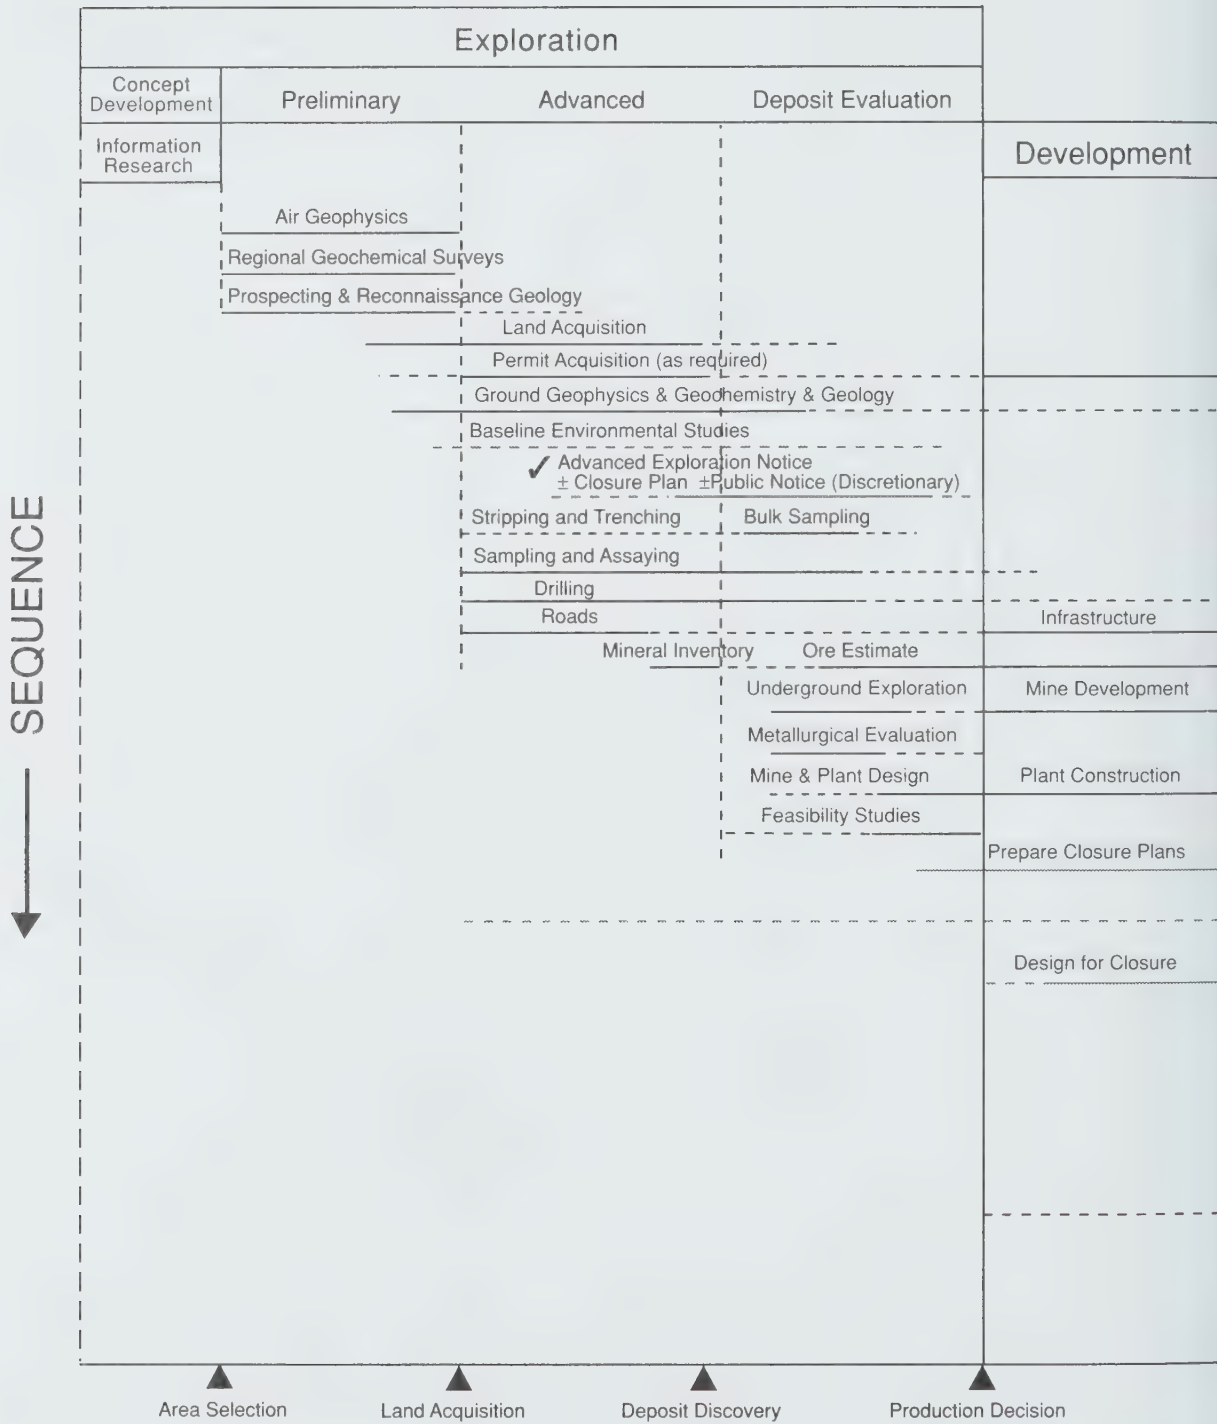 Exploration
Concept
Development
Preliminary
Advanced
Deposit Evaluation
Information
Research
Development
Air Geophysics
Regional Geochemical Surveys
Prospecting & Reconnaissance Geology
Land Acquisition
Permit Acquisition (as required)
Ground Geophysics & Geochemistry & Geology
Baseline Environmental Studies
✓ Advanced Exploration Notice
± Closure Plan ±Public Notice (Discretionary)
Stripping and Trenching
Bulk Sampling
Sampling and Assaying
Drilling
Roads
Infrastructure
Mineral Inventory
Ore Estimate
Underground Exploration
Mine Development
Metallurgical Evaluation
Mine & Plant Design
Plant Construction
Feasibility Studies
Prepare Closure Plans
Design for Closure
SEQUENCE
Area Selection
Land Acquisition
Deposit Discovery
Production Decision